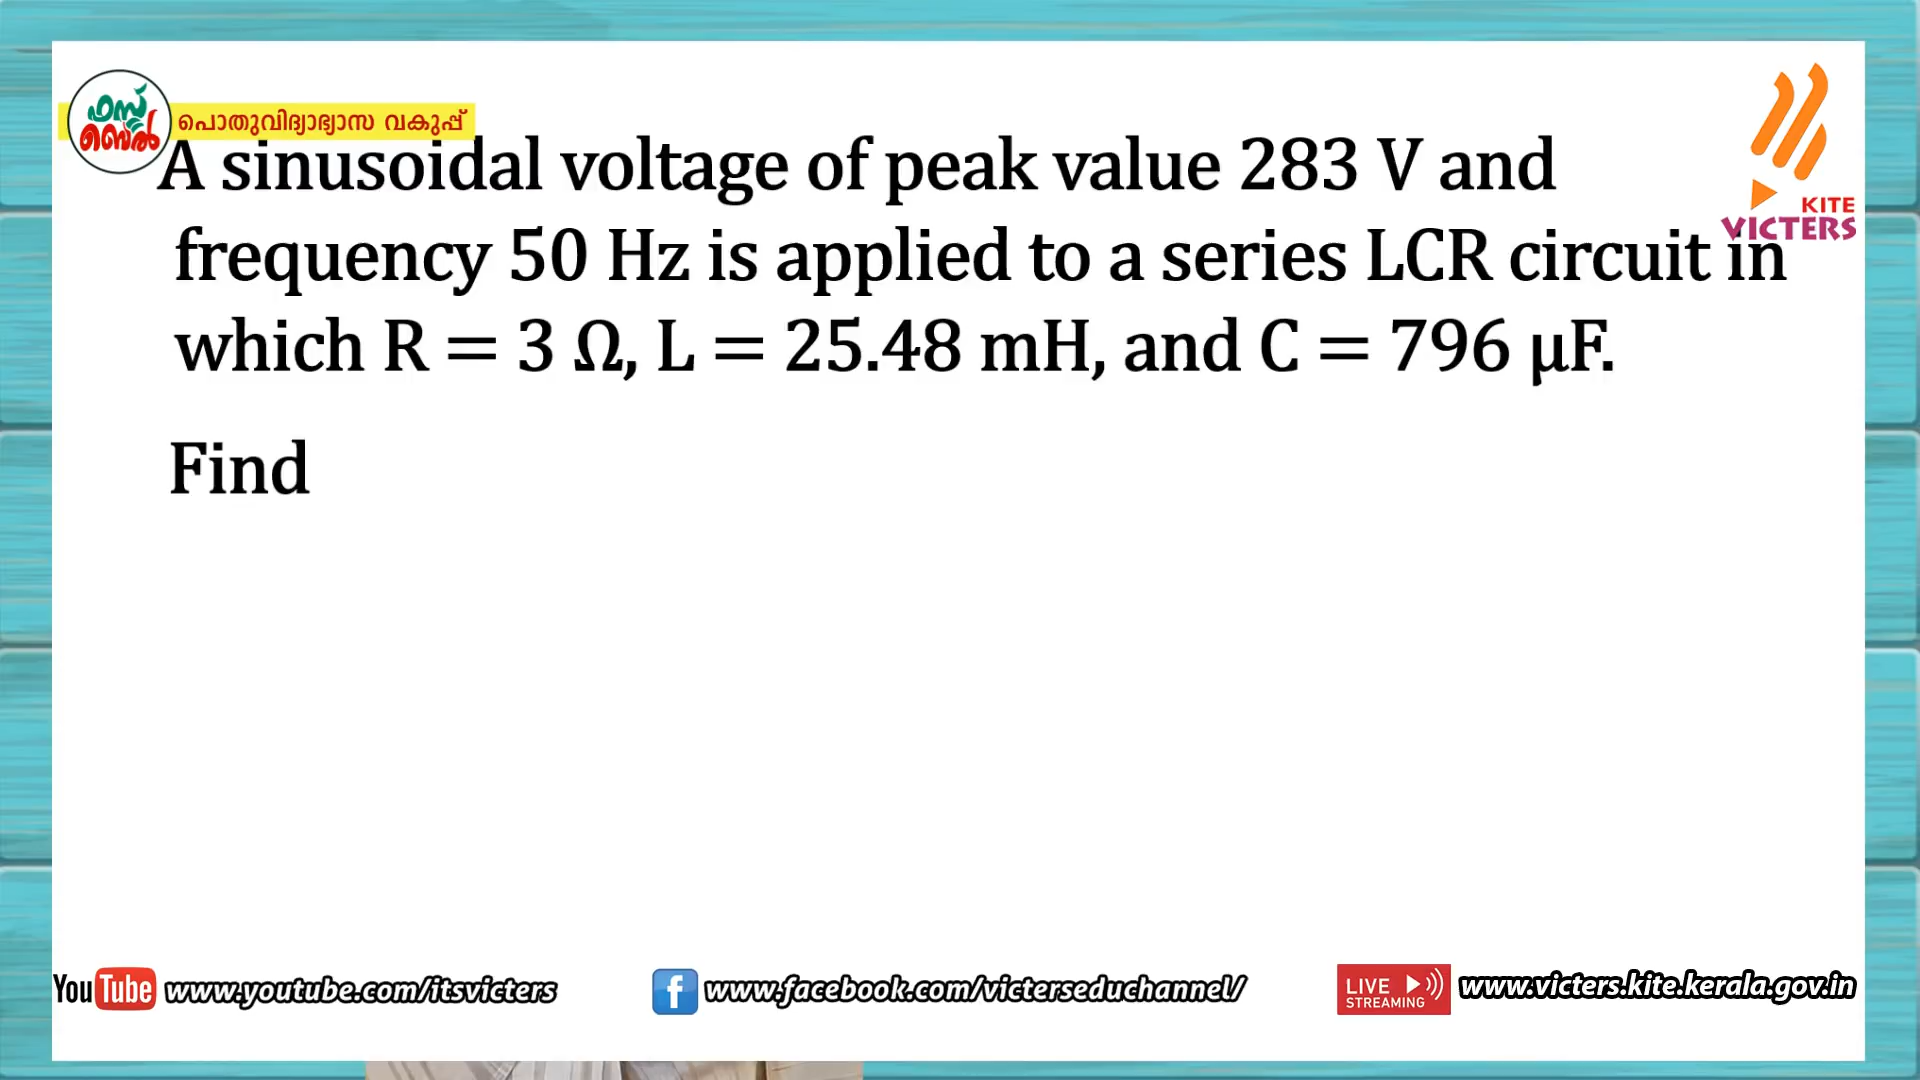 ഫസ്റ്റ്
ബെൽ
പൊതുവിദ്യാഭ്യാസ വകുപ്പ്
KITE
VICTERS
A sinusoidal voltage of peak value 283 V and
frequency 50 Hz is applied to a series LCR circuit in
which R = 3 Ω, L = 25.48 mH, and C = 796 μF.
Find
YouTube www.youtube.com/itsvicters
f www.facebook.com/victerseduchannel/
LIVE STREAMING www.victers.kite.kerala.gov.in